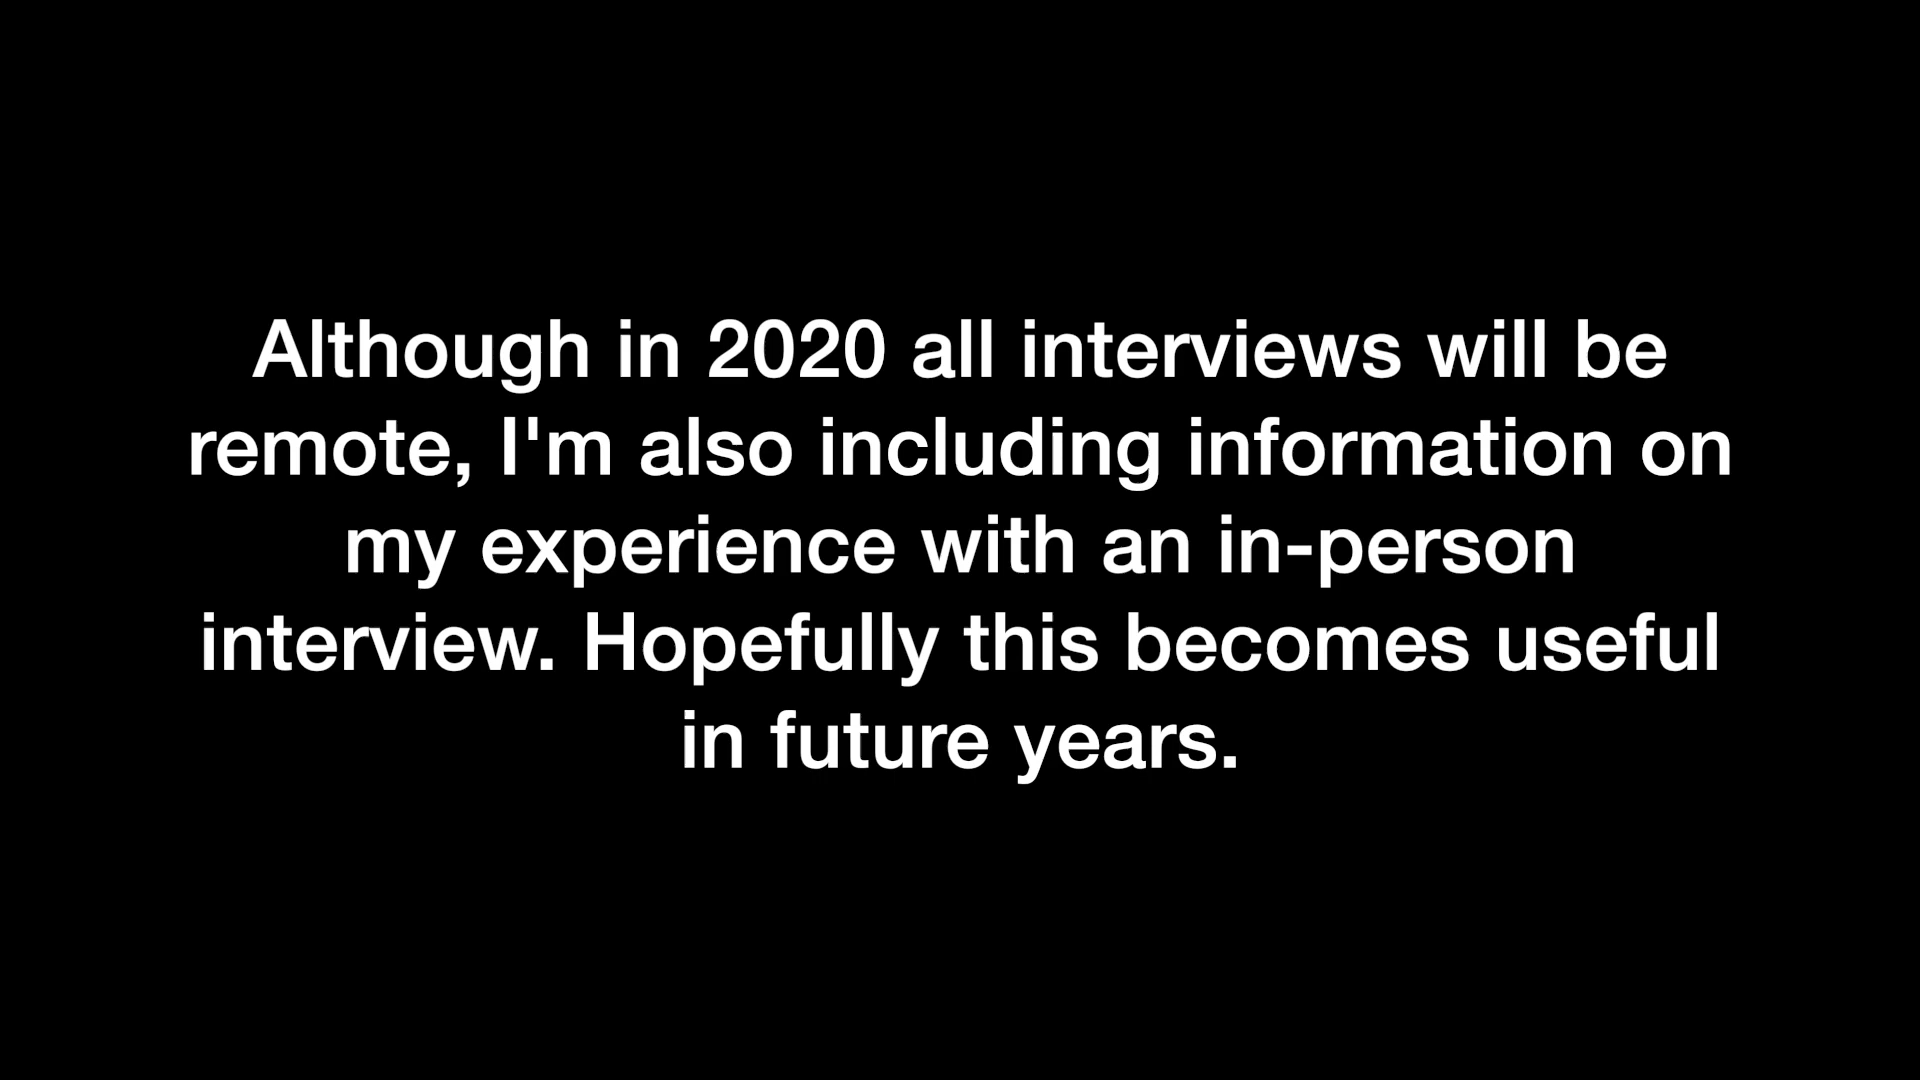 Although in 2020 all interviews will be
remote, I'm also including information on
my experience with an in-person
interview. Hopefully this becomes useful
in future years.